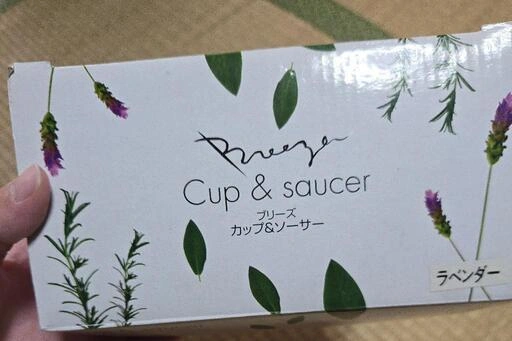 Breeze
Cup & saucer
ブリーズ
カップ&ソーサー
ラベンダー